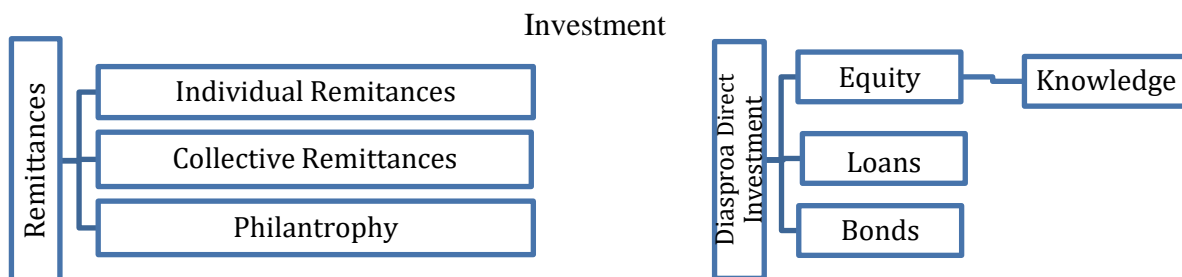 Investment
Remittances
Individual Remitances
Collective Remittances
Philantrophy
Diasproa Direct
Investment
Equity
Knowledge
Loans
Bonds